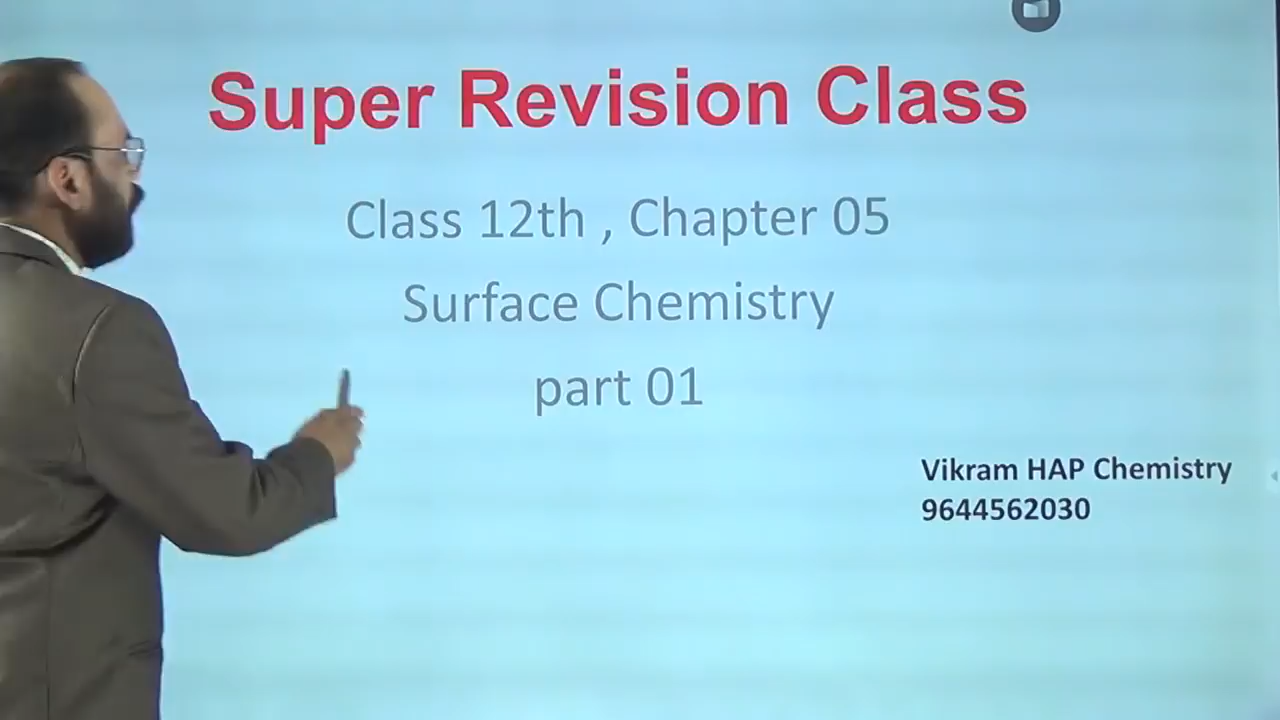 Super Revision Class
Class 12th , Chapter 05
Surface Chemistry
part 01
Vikram HAP Chemistry
9644562030